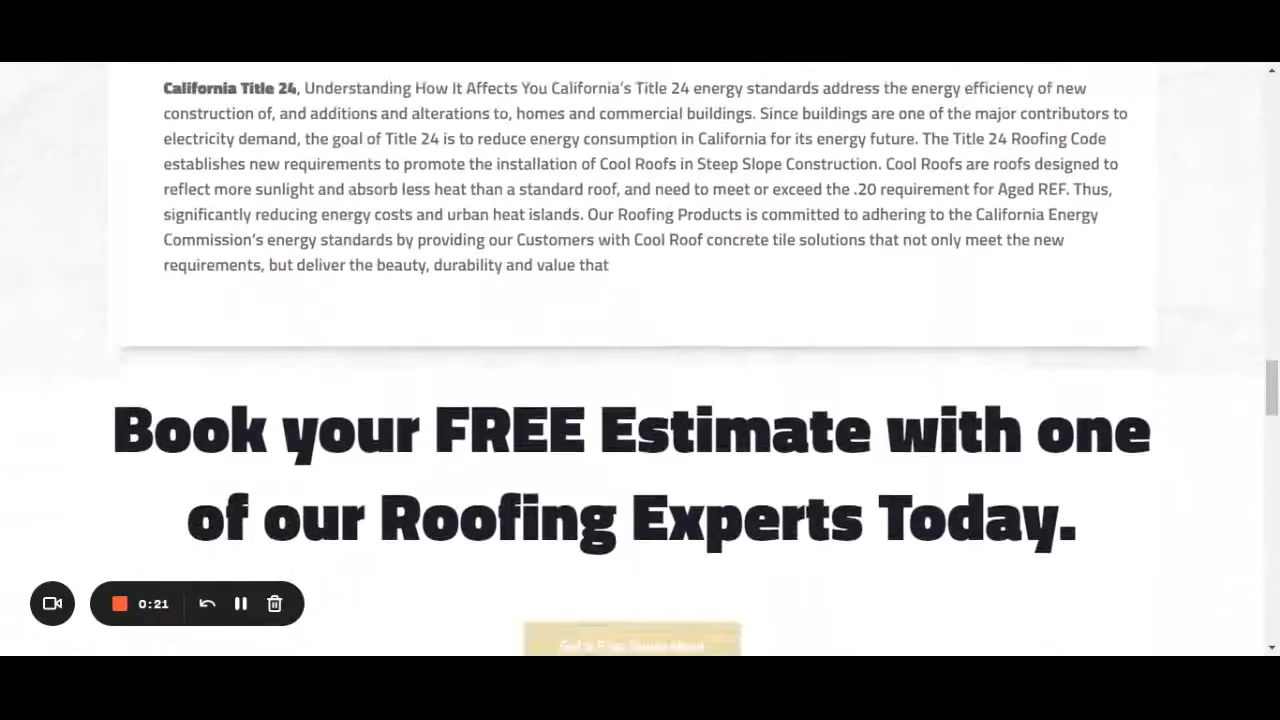 California Title 24, Understanding How It Affects You California's Title 24 energy standards address the energy efficiency of new
construction of, and additions and alterations to, homes and commercial buildings. Since buildings are one of the major contributors to
electricity demand, the goal of Title 24 is to reduce energy consumption in California for its energy future. The Title 24 Roofing Code
establishes new requirements to promote the installation of Cool Roofs in Steep Slope Construction. Cool Roofs are roofs designed to
reflect more sunlight and absorb less heat than a standard roof, and need to meet or exceed the .20 requirement for Aged REF. Thus,
significantly reducing energy costs and urban heat islands. Our Roofing Products is committed to adhering to the California Energy
Commission's energy standards by providing our Customers with Cool Roof concrete tile solutions that not only meet the new
requirements, but deliver the beauty, durability and value that
Book your FREE Estimate with one
of our Roofing Experts Today.
0:21